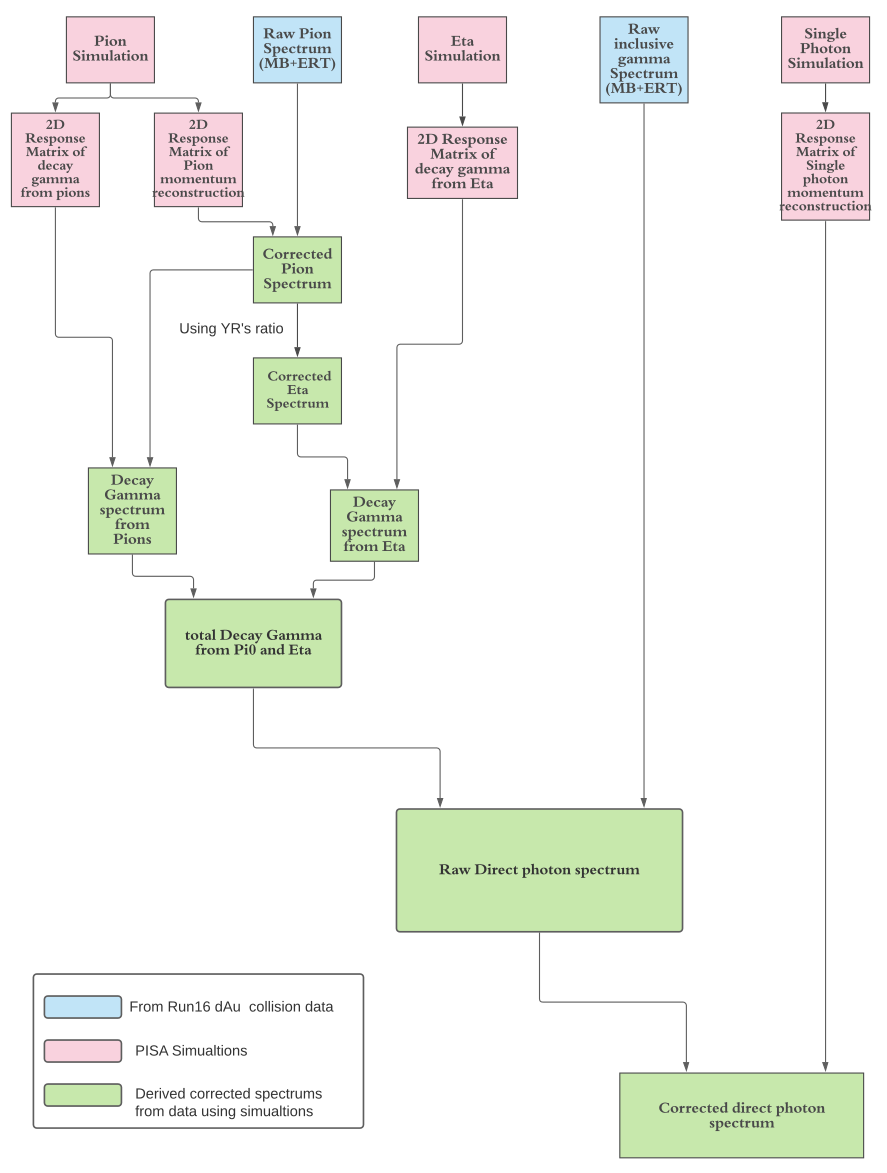 Pion
Simulation
Raw Pion
Spectrum
(MB+ERT)
Eta
Simulation
Raw
inclusive
gamma
Spectrum
(MB+ERT)
Single
Photon
Simulation
2D
Response
Matrix of
decay
gamma
from pions
2D
Response
Matrix of
Pion
momentum
reconstruction
2D Response
Matrix of
decay gamma
from Eta
2D
Response
Matrix of
Single
photon
momentum
reconstruction
Corrected
Pion
Spectrum
Using YR's ratio
Corrected
Eta
Spectrum
Decay
Gamma
spectrum
from
Pions
Decay
Gamma
spectrum
from Eta
total Decay Gamma
from Pi0 and Eta
Raw Direct photon spectrum
From Run16 dAu  collision data
PISA Simualtions
Derived corrected spectrums
from data using simualtions
Corrected direct photon
spectrum